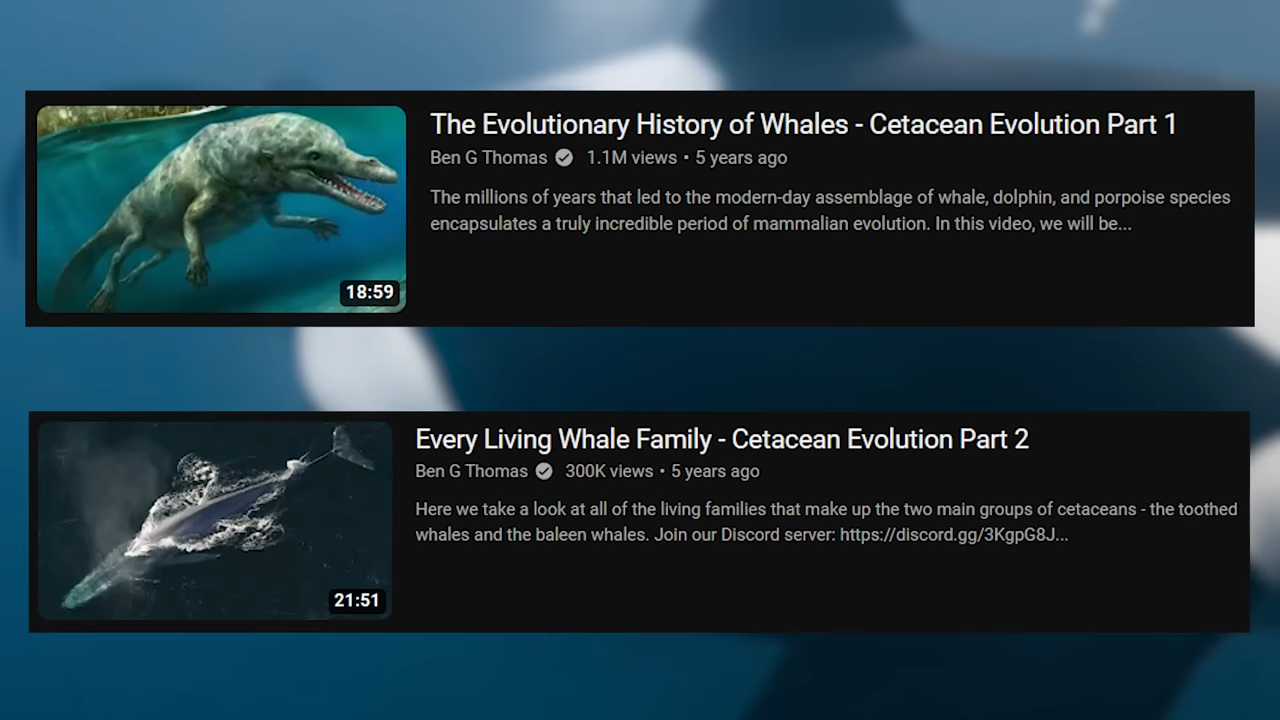 The Evolutionary History of Whales - Cetacean Evolution Part 1
Ben G Thomas 1.1M views • 5 years ago
The millions of years that led to the modern-day assemblage of whale, dolphin, and porpoise species
encapsulates a truly incredible period of mammalian evolution. In this video, we will be...
18:59
Every Living Whale Family - Cetacean Evolution Part 2
Ben G Thomas 300K views • 5 years ago
Here we take a look at all of the living families that make up the two main groups of cetaceans - the toothed
whales and the baleen whales. Join our Discord server: https://discord.gg/3KgpG8J...
21:51